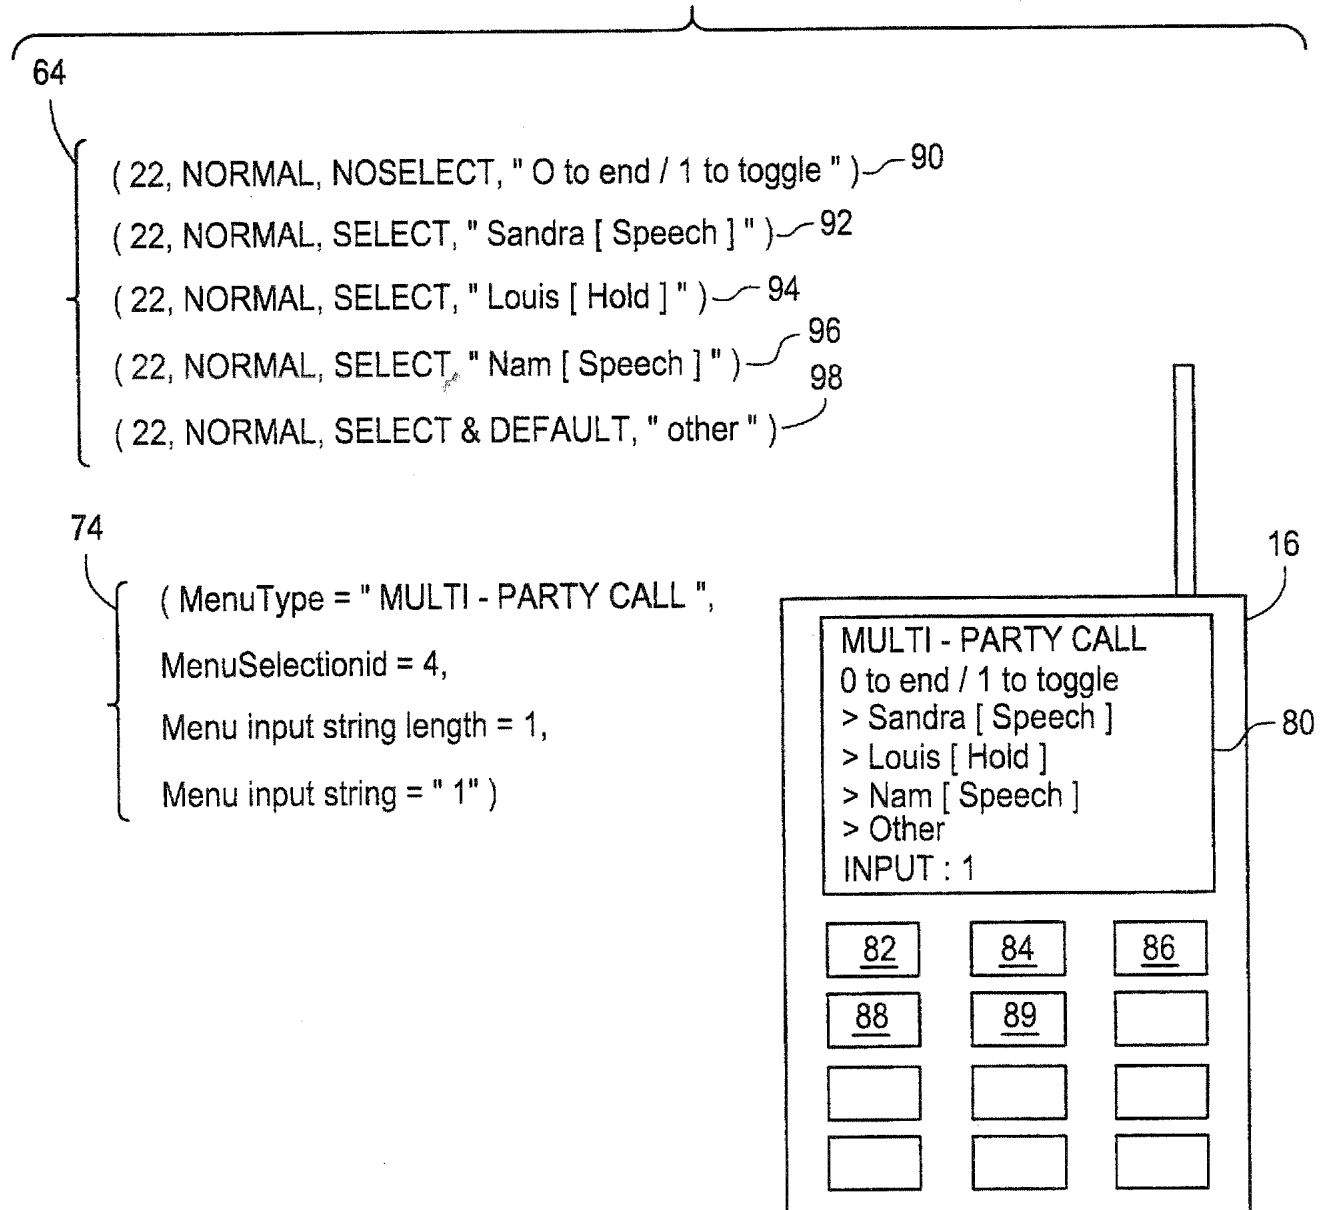 64
( 22, NORMAL, NOSELECT, " O to end / 1 to toggle " ) 90
( 22, NORMAL, SELECT, " Sandra [ Speech ] " ) 92
( 22, NORMAL, SELECT, " Louis [ Hold ] " ) 94
( 22, NORMAL, SELECT, " Nam [ Speech ] " ) 96
( 22, NORMAL, SELECT & DEFAULT, " other " ) 98
74
( MenuType = " MULTI - PARTY CALL ",
MenuSelectionid = 4,
Menu input string length = 1,
Menu input string = " 1" )
16
MULTI - PARTY CALL
0 to end / 1 to toggle
> Sandra [ Speech ]
80
> Louis [ Hold ]
> Nam [ Speech ]
> Other
INPUT : 1
82 84 86
88 89